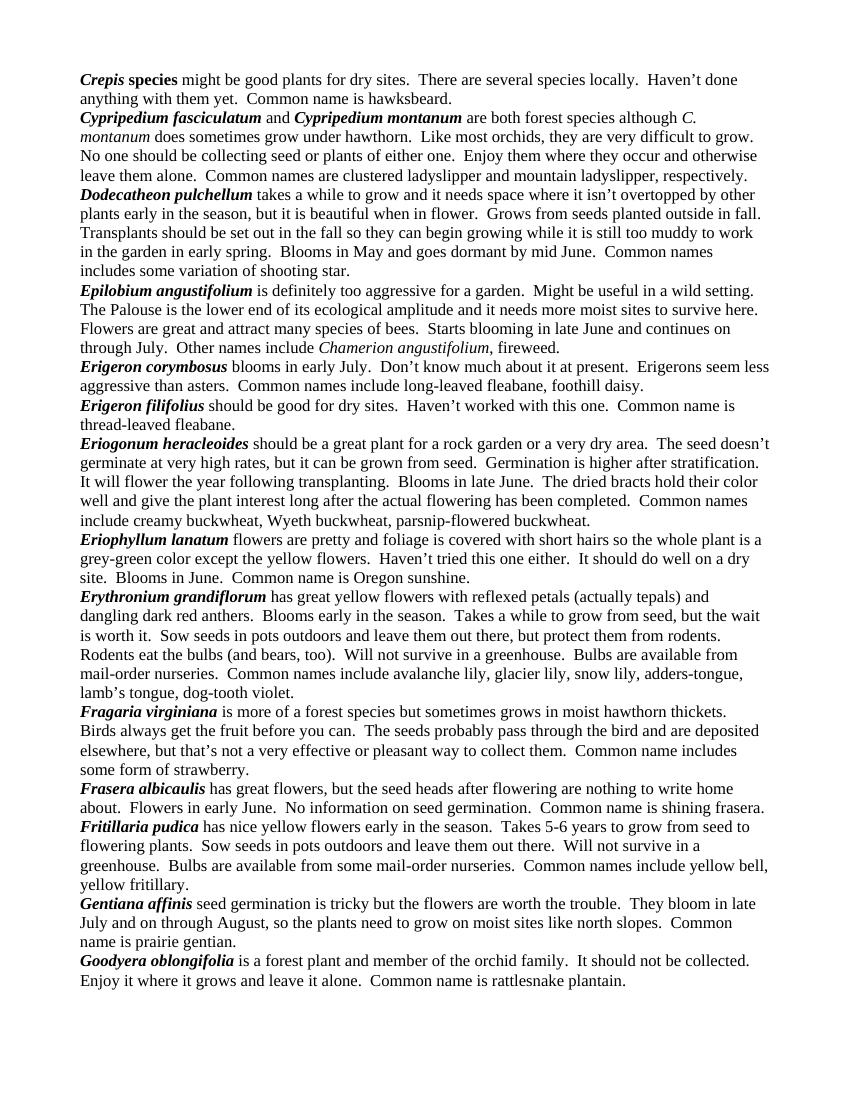 Crepis species might be good plants for dry sites.  There are several species locally.  Haven’t done
anything with them yet.  Common name is hawksbeard.
Cypripedium fasciculatum and Cypripedium montanum are both forest species although C.
montanum does sometimes grow under hawthorn.  Like most orchids, they are very difficult to grow.
No one should be collecting seed or plants of either one.  Enjoy them where they occur and otherwise
leave them alone.  Common names are clustered ladyslipper and mountain ladyslipper, respectively.
Dodecatheon pulchellum takes a while to grow and it needs space where it isn’t overtopped by other
plants early in the season, but it is beautiful when in flower.  Grows from seeds planted outside in fall.
Transplants should be set out in the fall so they can begin growing while it is still too muddy to work
in the garden in early spring.  Blooms in May and goes dormant by mid June.  Common names
includes some variation of shooting star.
Epilobium angustifolium is definitely too aggressive for a garden.  Might be useful in a wild setting.
The Palouse is the lower end of its ecological amplitude and it needs more moist sites to survive here.
Flowers are great and attract many species of bees.  Starts blooming in late June and continues on
through July.  Other names include Chamerion angustifolium, fireweed.
Erigeron corymbosus blooms in early July.  Don’t know much about it at present.  Erigerons seem less
aggressive than asters.  Common names include long-leaved fleabane, foothill daisy.
Erigeron filifolius should be good for dry sites.  Haven’t worked with this one.  Common name is
thread-leaved fleabane.
Eriogonum heracleoides should be a great plant for a rock garden or a very dry area.  The seed doesn’t
germinate at very high rates, but it can be grown from seed.  Germination is higher after stratification.
It will flower the year following transplanting.  Blooms in late June.  The dried bracts hold their color
well and give the plant interest long after the actual flowering has been completed.  Common names
include creamy buckwheat, Wyeth buckwheat, parsnip-flowered buckwheat.
Eriophyllum lanatum flowers are pretty and foliage is covered with short hairs so the whole plant is a
grey-green color except the yellow flowers.  Haven’t tried this one either.  It should do well on a dry
site.  Blooms in June.  Common name is Oregon sunshine.
Erythronium grandiflorum has great yellow flowers with reflexed petals (actually tepals) and
dangling dark red anthers.  Blooms early in the season.  Takes a while to grow from seed, but the wait
is worth it.  Sow seeds in pots outdoors and leave them out there, but protect them from rodents.
Rodents eat the bulbs (and bears, too).  Will not survive in a greenhouse.  Bulbs are available from
mail-order nurseries.  Common names include avalanche lily, glacier lily, snow lily, adders-tongue,
lamb’s tongue, dog-tooth violet.
Fragaria virginiana is more of a forest species but sometimes grows in moist hawthorn thickets.
Birds always get the fruit before you can.  The seeds probably pass through the bird and are deposited
elsewhere, but that’s not a very effective or pleasant way to collect them.  Common name includes
some form of strawberry.
Frasera albicaulis has great flowers, but the seed heads after flowering are nothing to write home
about.  Flowers in early June.  No information on seed germination.  Common name is shining frasera.
Fritillaria pudica has nice yellow flowers early in the season.  Takes 5-6 years to grow from seed to
flowering plants.  Sow seeds in pots outdoors and leave them out there.  Will not survive in a
greenhouse.  Bulbs are available from some mail-order nurseries.  Common names include yellow bell,
yellow fritillary.
Gentiana affinis seed germination is tricky but the flowers are worth the trouble.  They bloom in late
July and on through August, so the plants need to grow on moist sites like north slopes.  Common
name is prairie gentian.
Goodyera oblongifolia is a forest plant and member of the orchid family.  It should not be collected.
Enjoy it where it grows and leave it alone.  Common name is rattlesnake plantain.